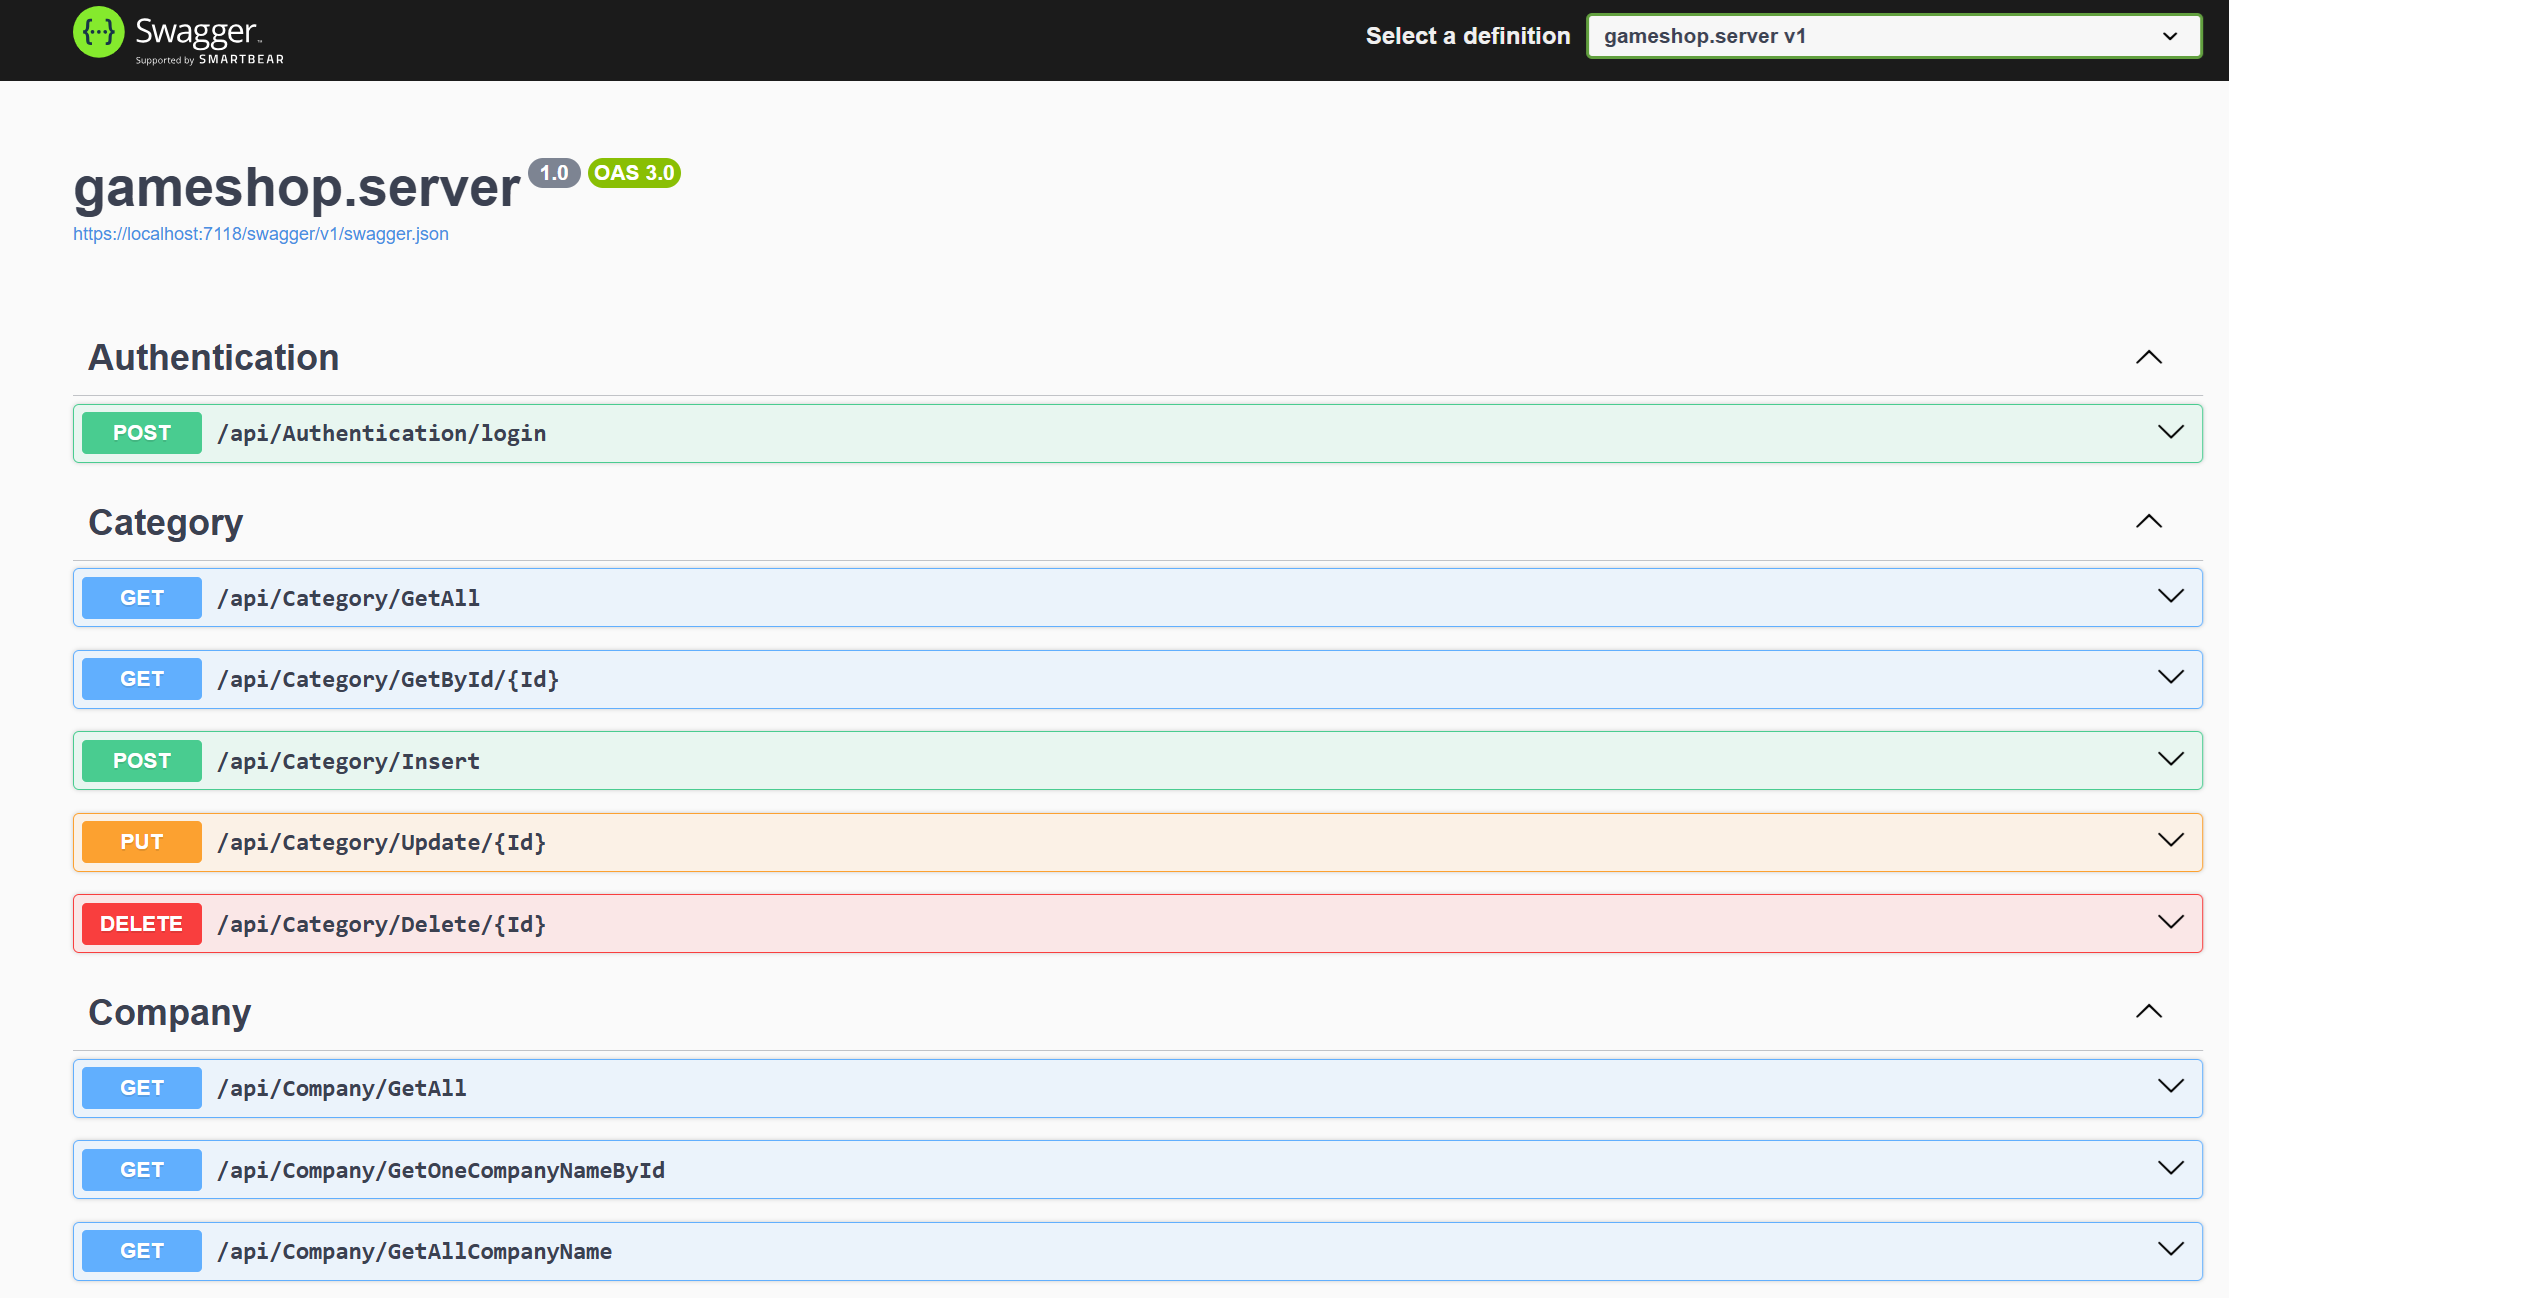 Swagger™
Supported by SMARTBEAR
Select a definition
gameshop.server v1
gameshop.server 1.0 OAS 3.0
https://localhost:7118/swagger/v1/swagger.json
Authentication
POST /api/Authentication/login
Category
GET /api/Category/GetAll
GET /api/Category/GetById/{Id}
POST /api/Category/Insert
PUT /api/Category/Update/{Id}
DELETE /api/Category/Delete/{Id}
Company
GET /api/Company/GetAll
GET /api/Company/GetOneCompanyNameById
GET /api/Company/GetAllCompanyName